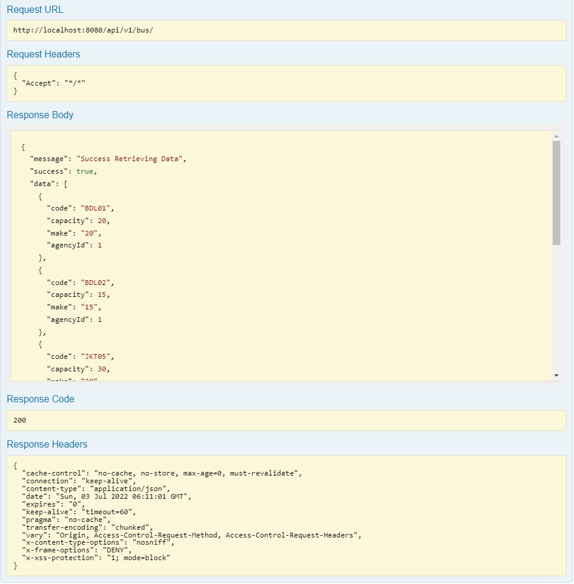 Request URL
http://localhost:8080/api/v1/bus/
Request Headers
{
"Accept": "*/*"
}
Response Body
{
"message": "Success Retrieving Data",
"success": true,
"data": [
{
"code": "BDL01",
"capacity": 20,
"make": "20",
"agencyId": 1
},
{
"code": "BDL02",
"capacity": 15,
"make": "15",
"agencyId": 1
},
{
"code": "JKT05",
"capacity": 30,
Response Code
200
Response Headers
{
"cache-control": "no-cache, no-store, max-age=0, must-revalidate",
"connection": "keep-alive",
"content-type": "application/json",
"date": "Sun, 03 Jul 2022 06:11:01 GMT",
"expires": "0",
"keep-alive": "timeout=60",
"pragma": "no-cache",
"transfer-encoding": "chunked",
"vary": "Origin, Access-Control-Request-Method, Access-Control-Request-Headers",
"x-content-type-options": "nosniff",
"x-frame-options": "DENY",
"x-xss-protection": "1; mode=block"
}